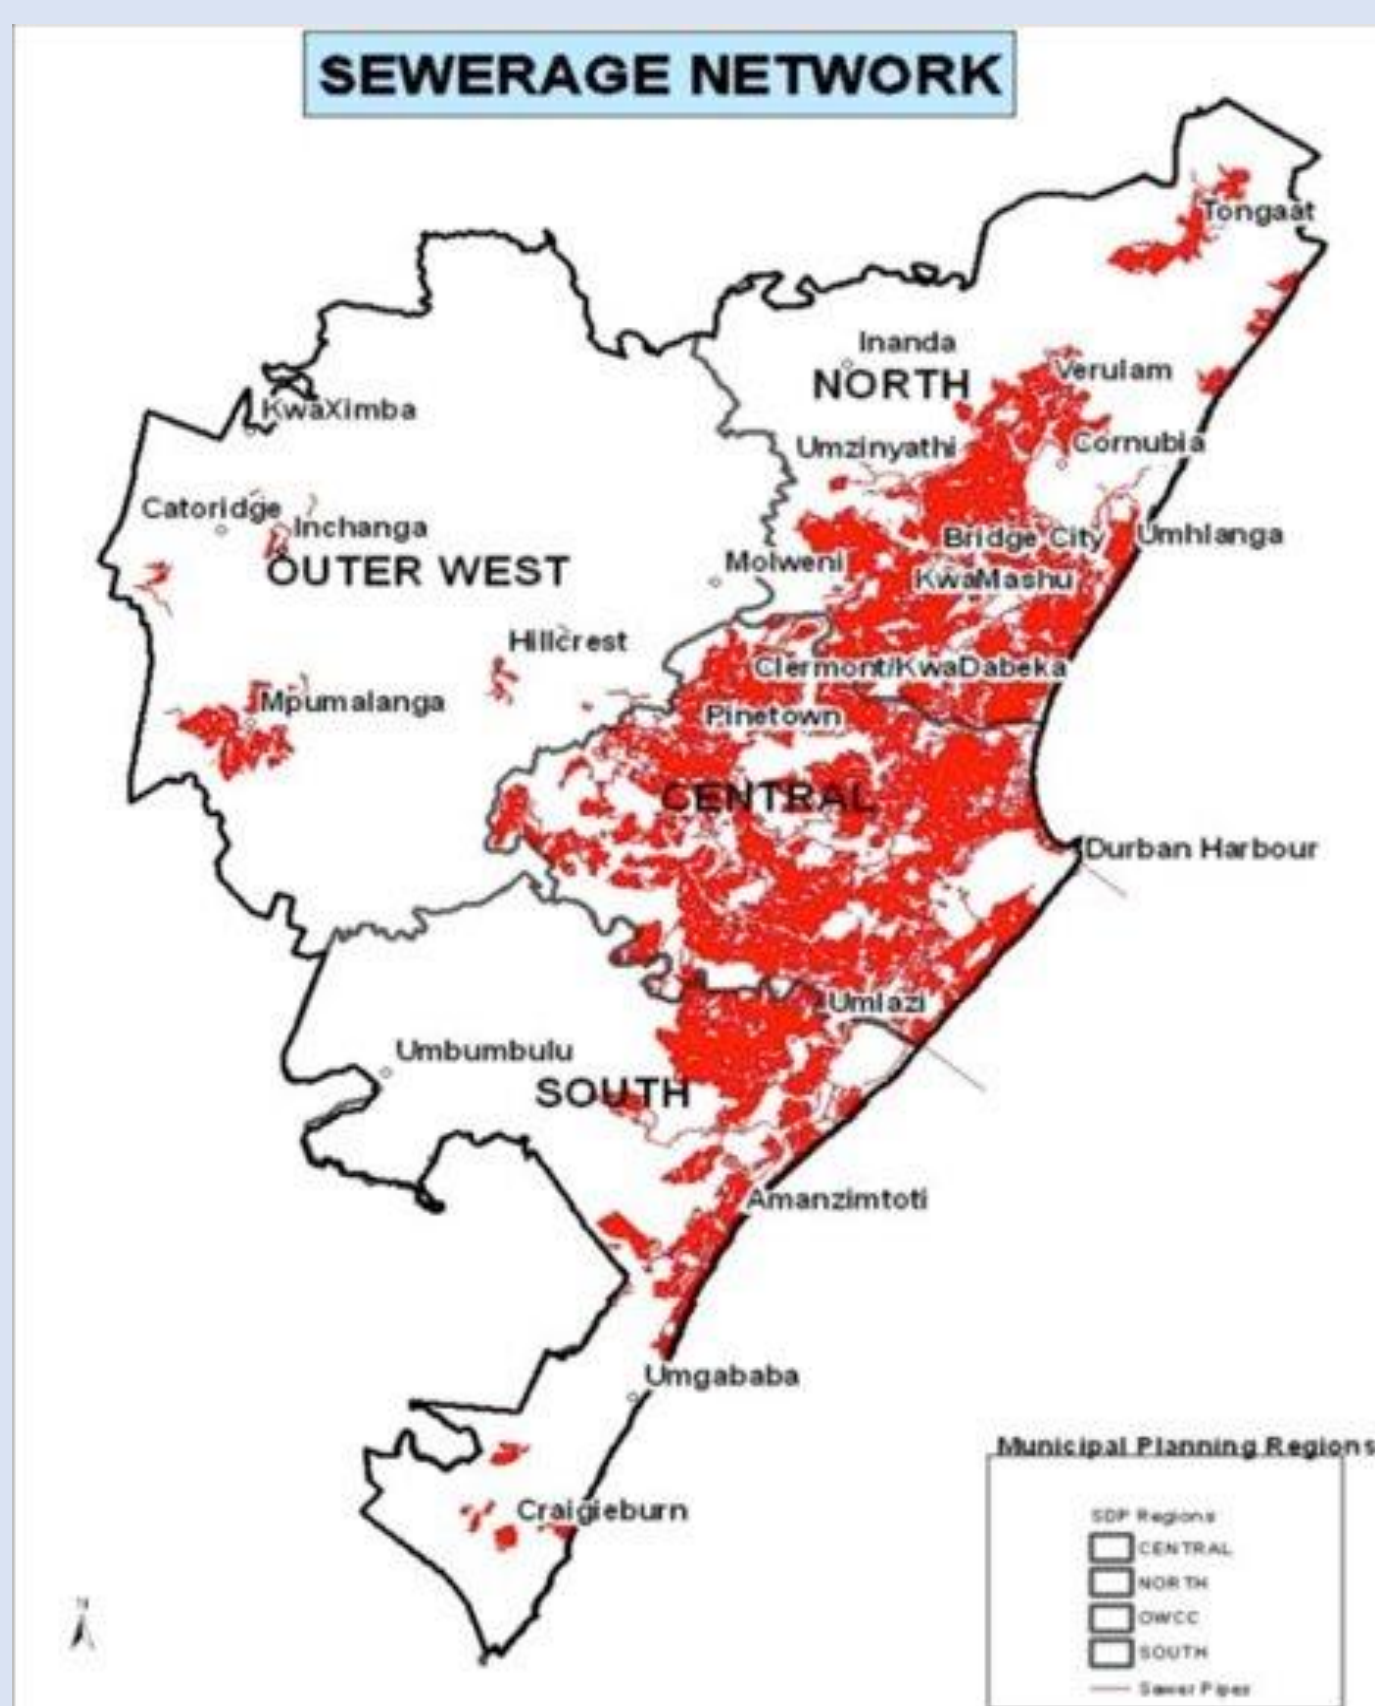 SEWERAGE NETWORK
Tongaat
Inanda
NORTH
Verulam
KwaXimba
Umzinyathi
Cornubia
Catoridge
Inchanga
Bridge City
Umhlanga
OUTER WEST
Molweni
KwaMashu
Hillcrest
Clermont/KwaDabeka
Mpumalanga
Pinetown
CENTRAL
Durban Harbour
Umlazi
Umbumbulu
SOUTH
Amanzimtoti
Umgababa
Craigieburn
Municipal Planning Regions
SDP Regions
CENTRAL
NORTH
OWCC
SOUTH
Sewer Pipes
N